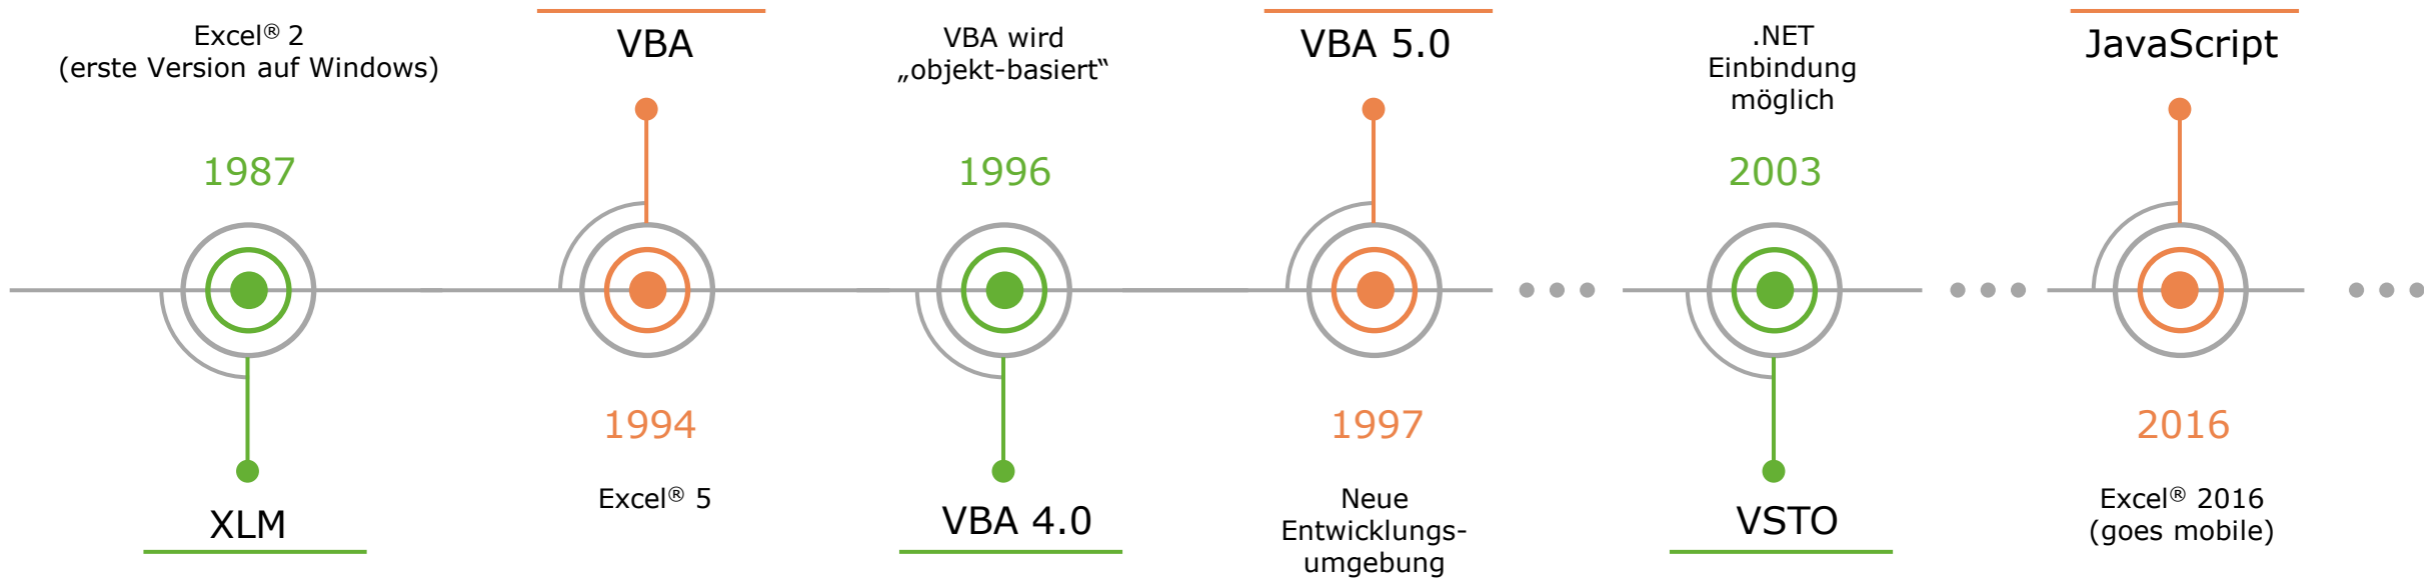 Excel® 2
(erste Version auf Windows)
1987
XLM
VBA
1994
Excel® 5
VBA wird
„objekt-basiert“
1996
VBA 4.0
VBA 5.0
1997
Neue
Entwicklungs-
umgebung
.NET
Einbindung
möglich
2003
VSTO
JavaScript
2016
Excel® 2016
(goes mobile)